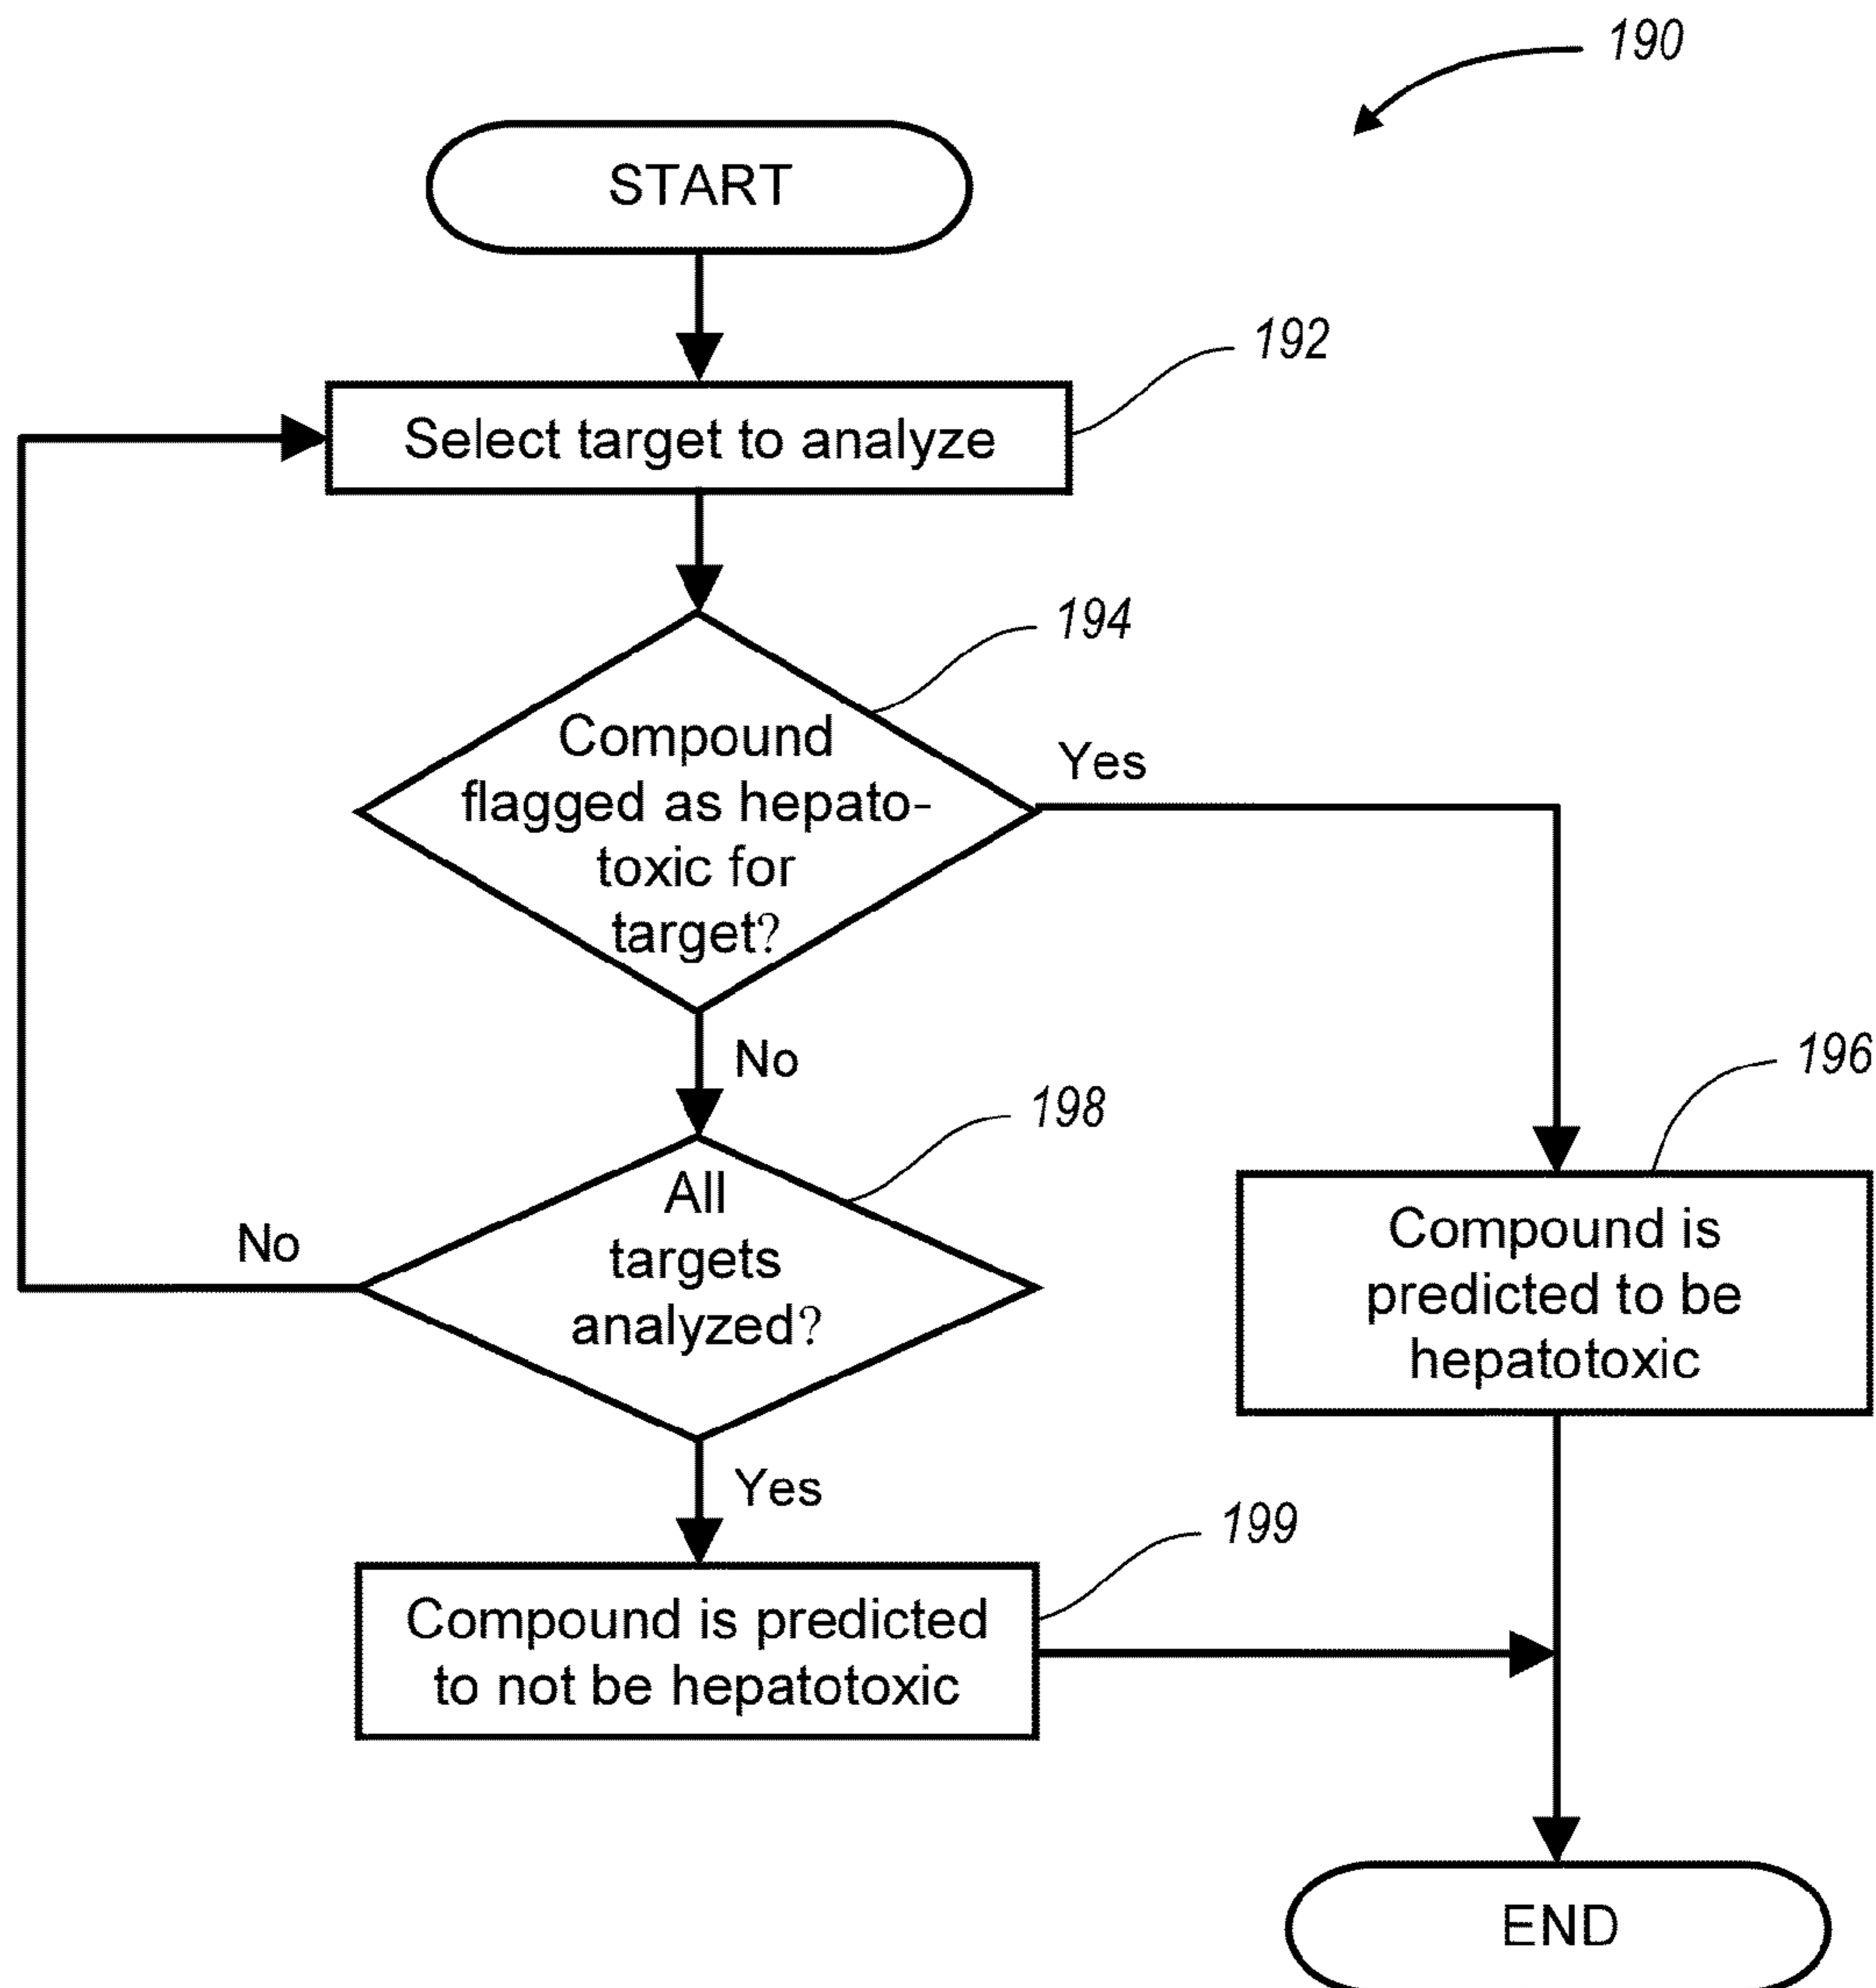 190
START
192
Select target to analyze
194
Compound
flagged as hepato-
toxic for
target?
Yes
No
196
198
All
targets
analyzed?
No
Compound is
predicted to be
hepatotoxic
Yes
199
Compound is predicted
to not be hepatotoxic
END